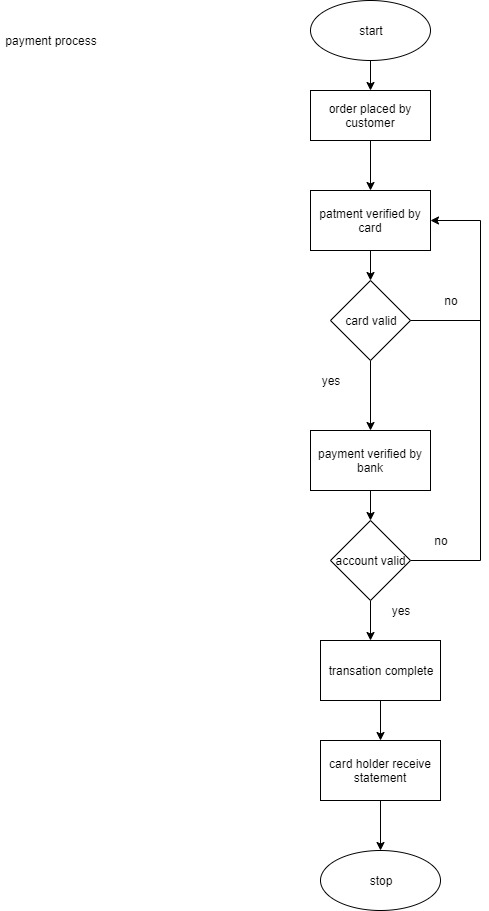 start
payment process
order placed by
customer
patment verified by
card
no
card valid
yes
payment verified by
bank
no
account valid
yes
transation complete
card holder receive
statement
stop